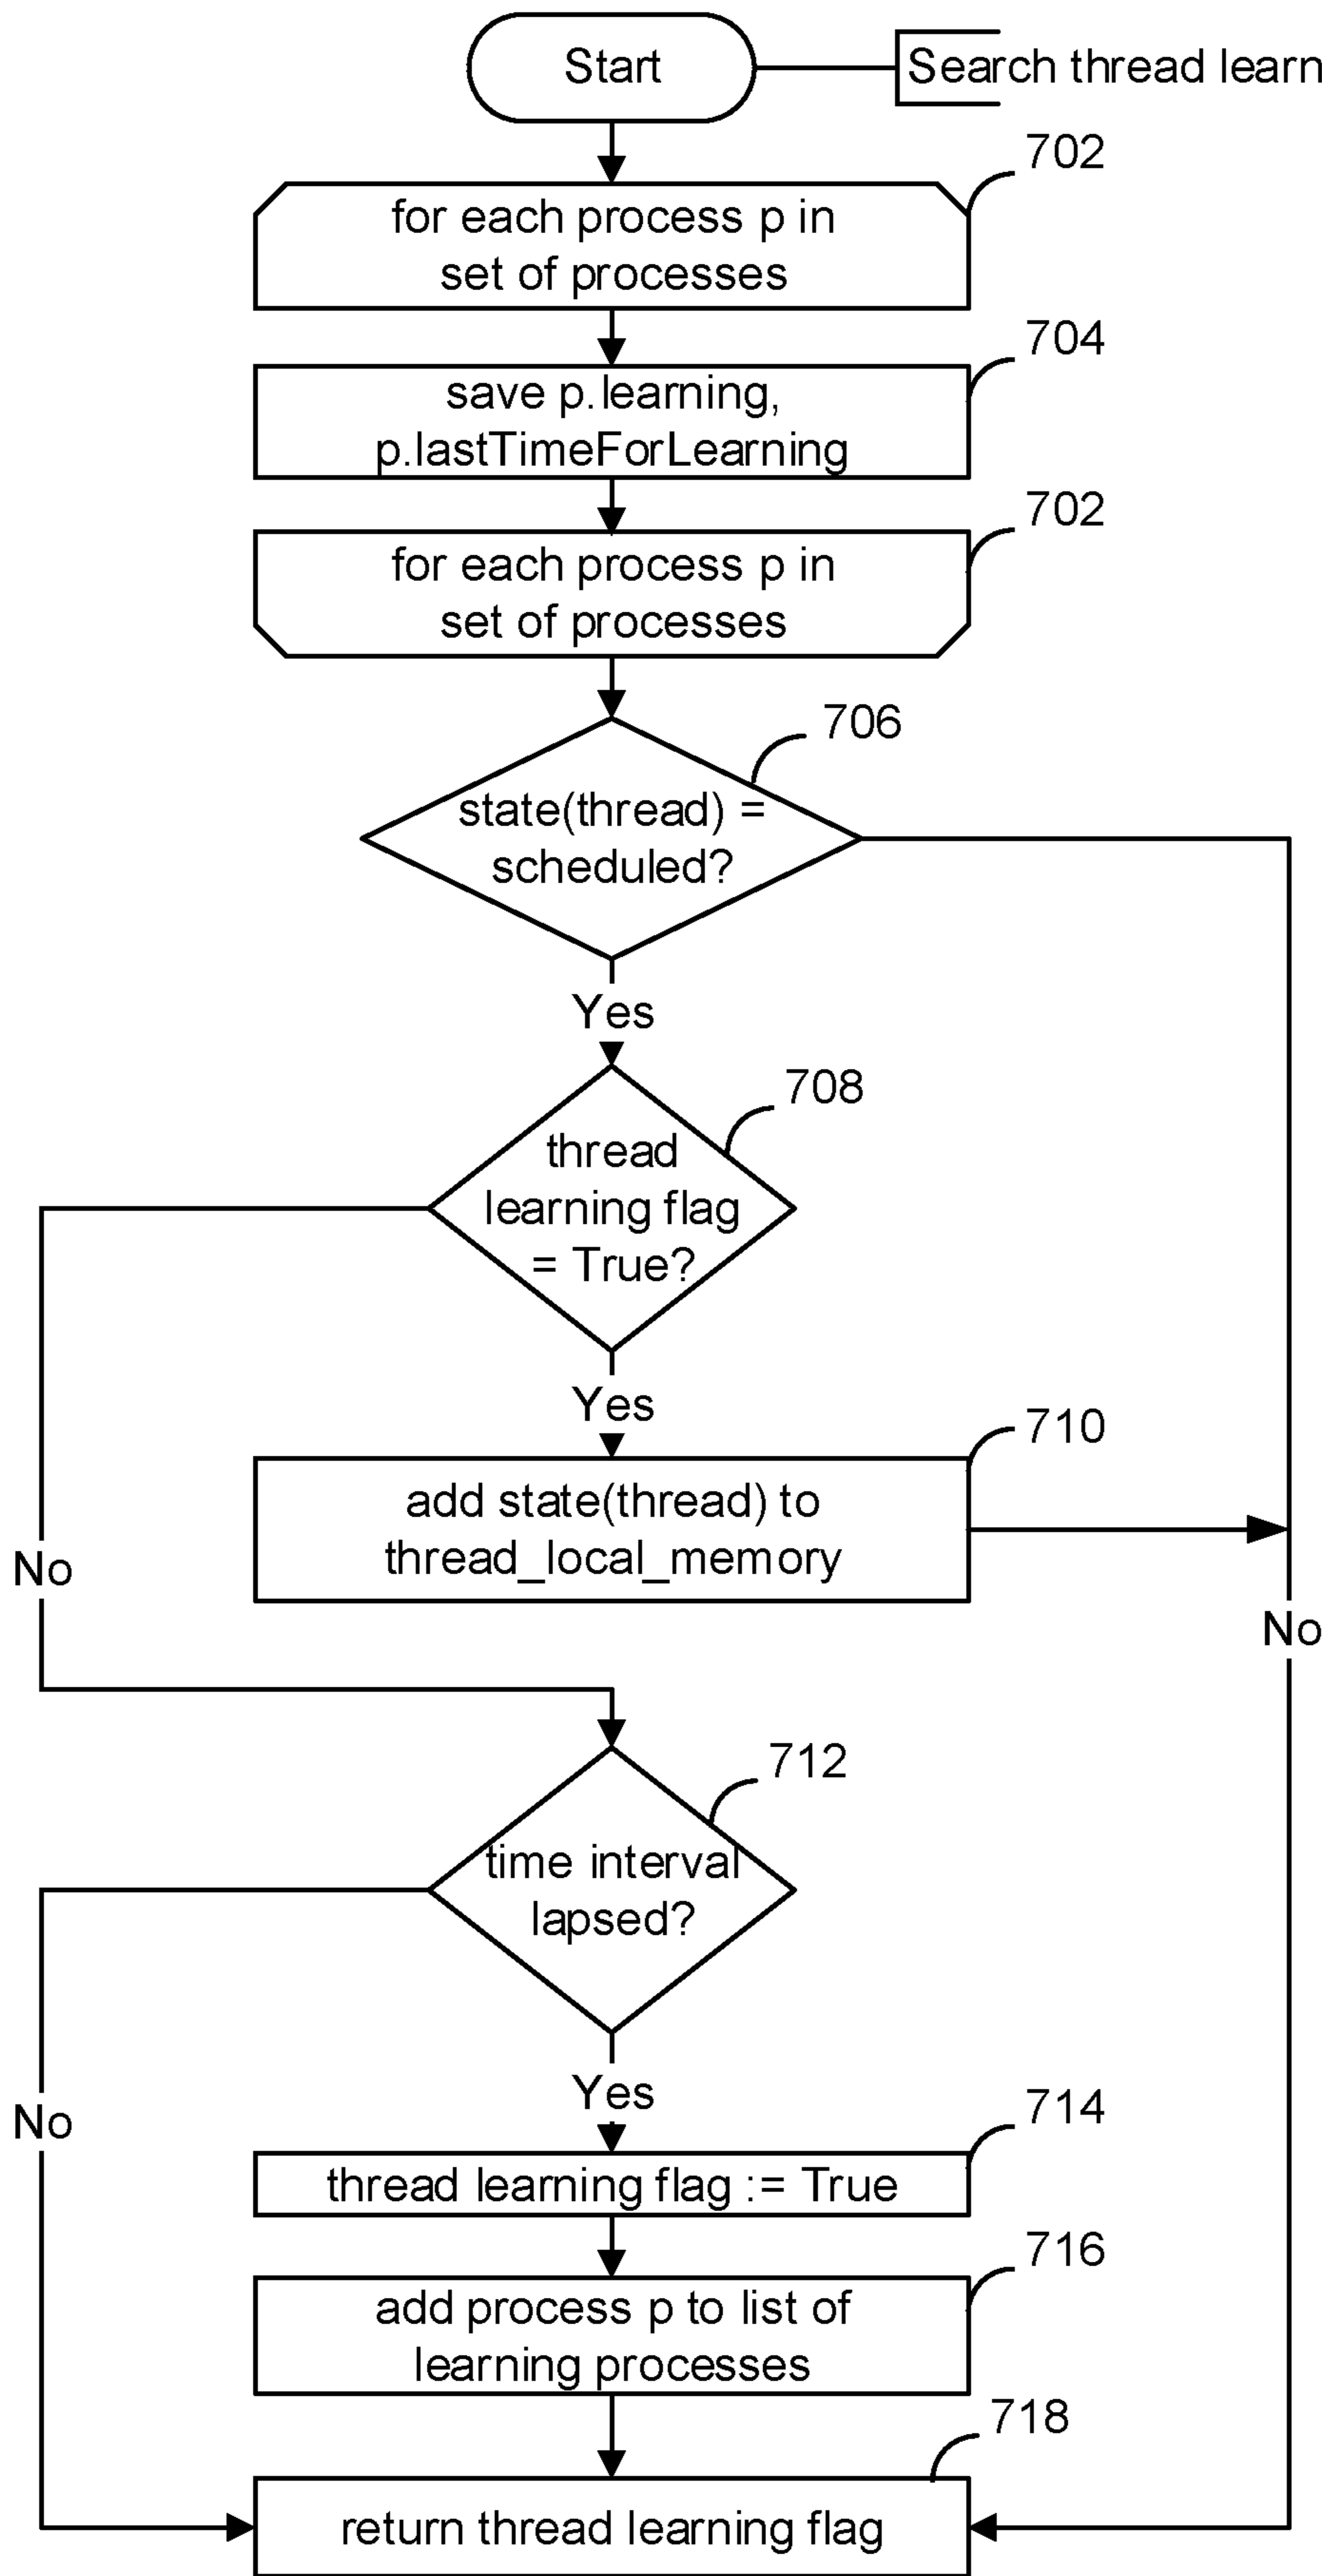 Start
Search thread learn
702
for each process p in
set of processes
704
save p.learning,
p.lastTimeForLearning
702
for each process p in
set of processes
706
state(thread) =
scheduled?
Yes
708
thread
learning flag
= True?
Yes
710
add state(thread) to
thread_local_memory
No
No
712
time interval
lapsed?
Yes
No
714
thread learning flag := True
716
add process p to list of
learning processes
718
return thread learning flag